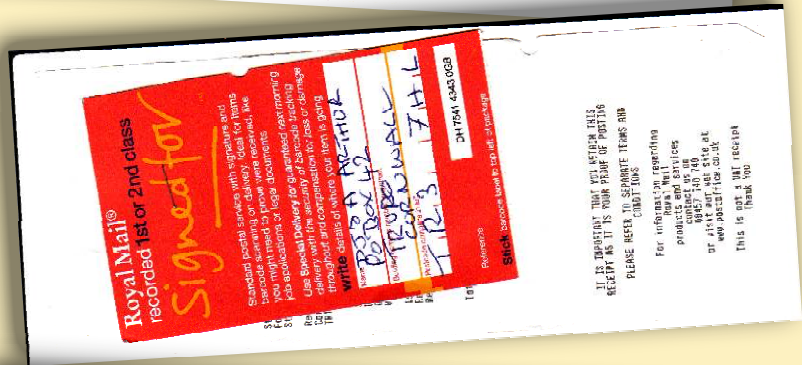 Royal Mail®
recorded 1st or 2nd class
Signed for
Standard postal service with signature and
barcode scanning on delivery. Ideal for items
you might need to prove were received, like
job applications or legal documents
Use Special Delivery for guaranteed next morning
delivery with the security of barcode tracking
throughout and compensation for loss or damage
write details of where your item is going
Name
ARTHUR
PO BOX 42
TRURO
CORNWALL
Postcode
TR3 7HL
DH 7541 4343 0GB
Reference
Stick barcode label to top left of package
IT IS IMPORTANT THAT YOU RETAIN THIS
RECEIPT AS IT IS YOUR PROOF OF POSTING
PLEASE REFER TO SEPARATE TERMS AND
CONDITIONS
For information regarding
Royal Mail
products and services
contact us on
08457 740 740
or visit our web site at
www.postoffice.co.uk
This is not a VAT receipt
Thank You